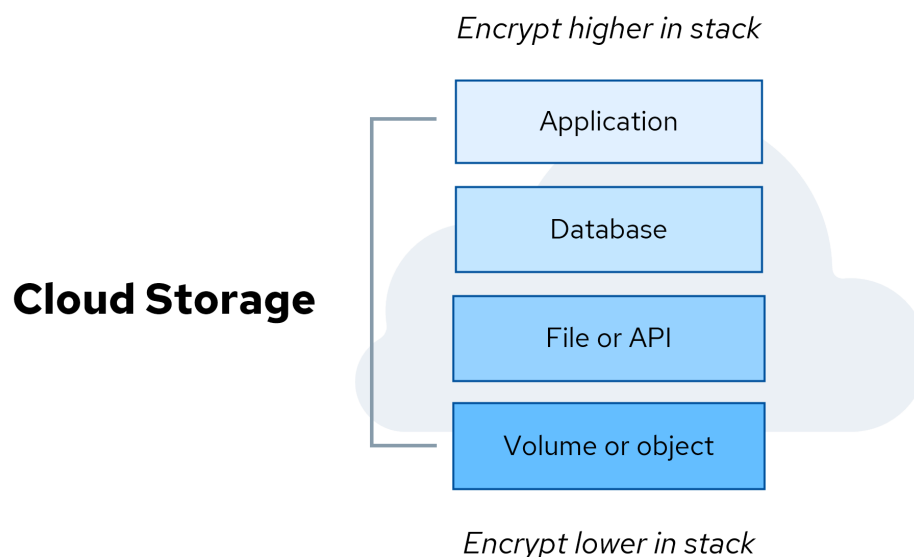 Encrypt higher in stack
Application
Database
Cloud Storage
File or API
Volume or object
Encrypt lower in stack